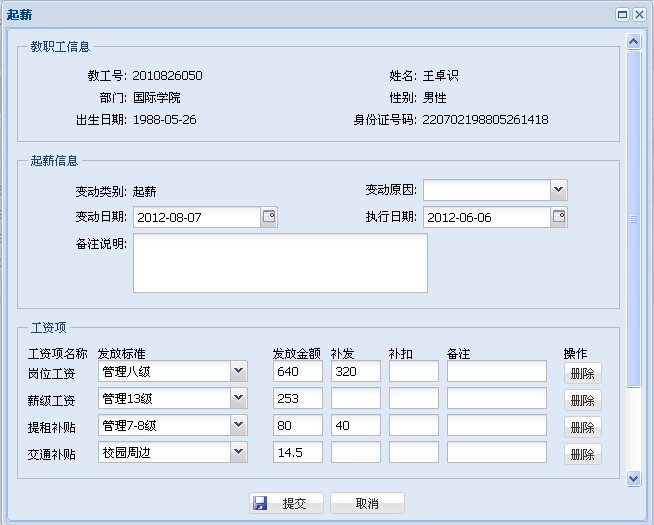 起薪
教职工信息
教工号: 2010826050 姓名: 王卓识
部门: 国际学院 性别: 男性
出生日期: 1988-05-26 身份证号码: 220702198805261418
起薪信息
变动类别: 起薪 变动原因:
变动日期: 2012-08-07 执行日期: 2012-06-06
备注说明:
工资项
工资项名称 发放标准 发放金额 补发 补扣 备注 操作
岗位工资 管理八级 640 320 删除
薪级工资 管理13级 253 删除
提租补贴 管理7-8级 80 40 删除
交通补贴 校园周边 14.5 删除
提交 取消